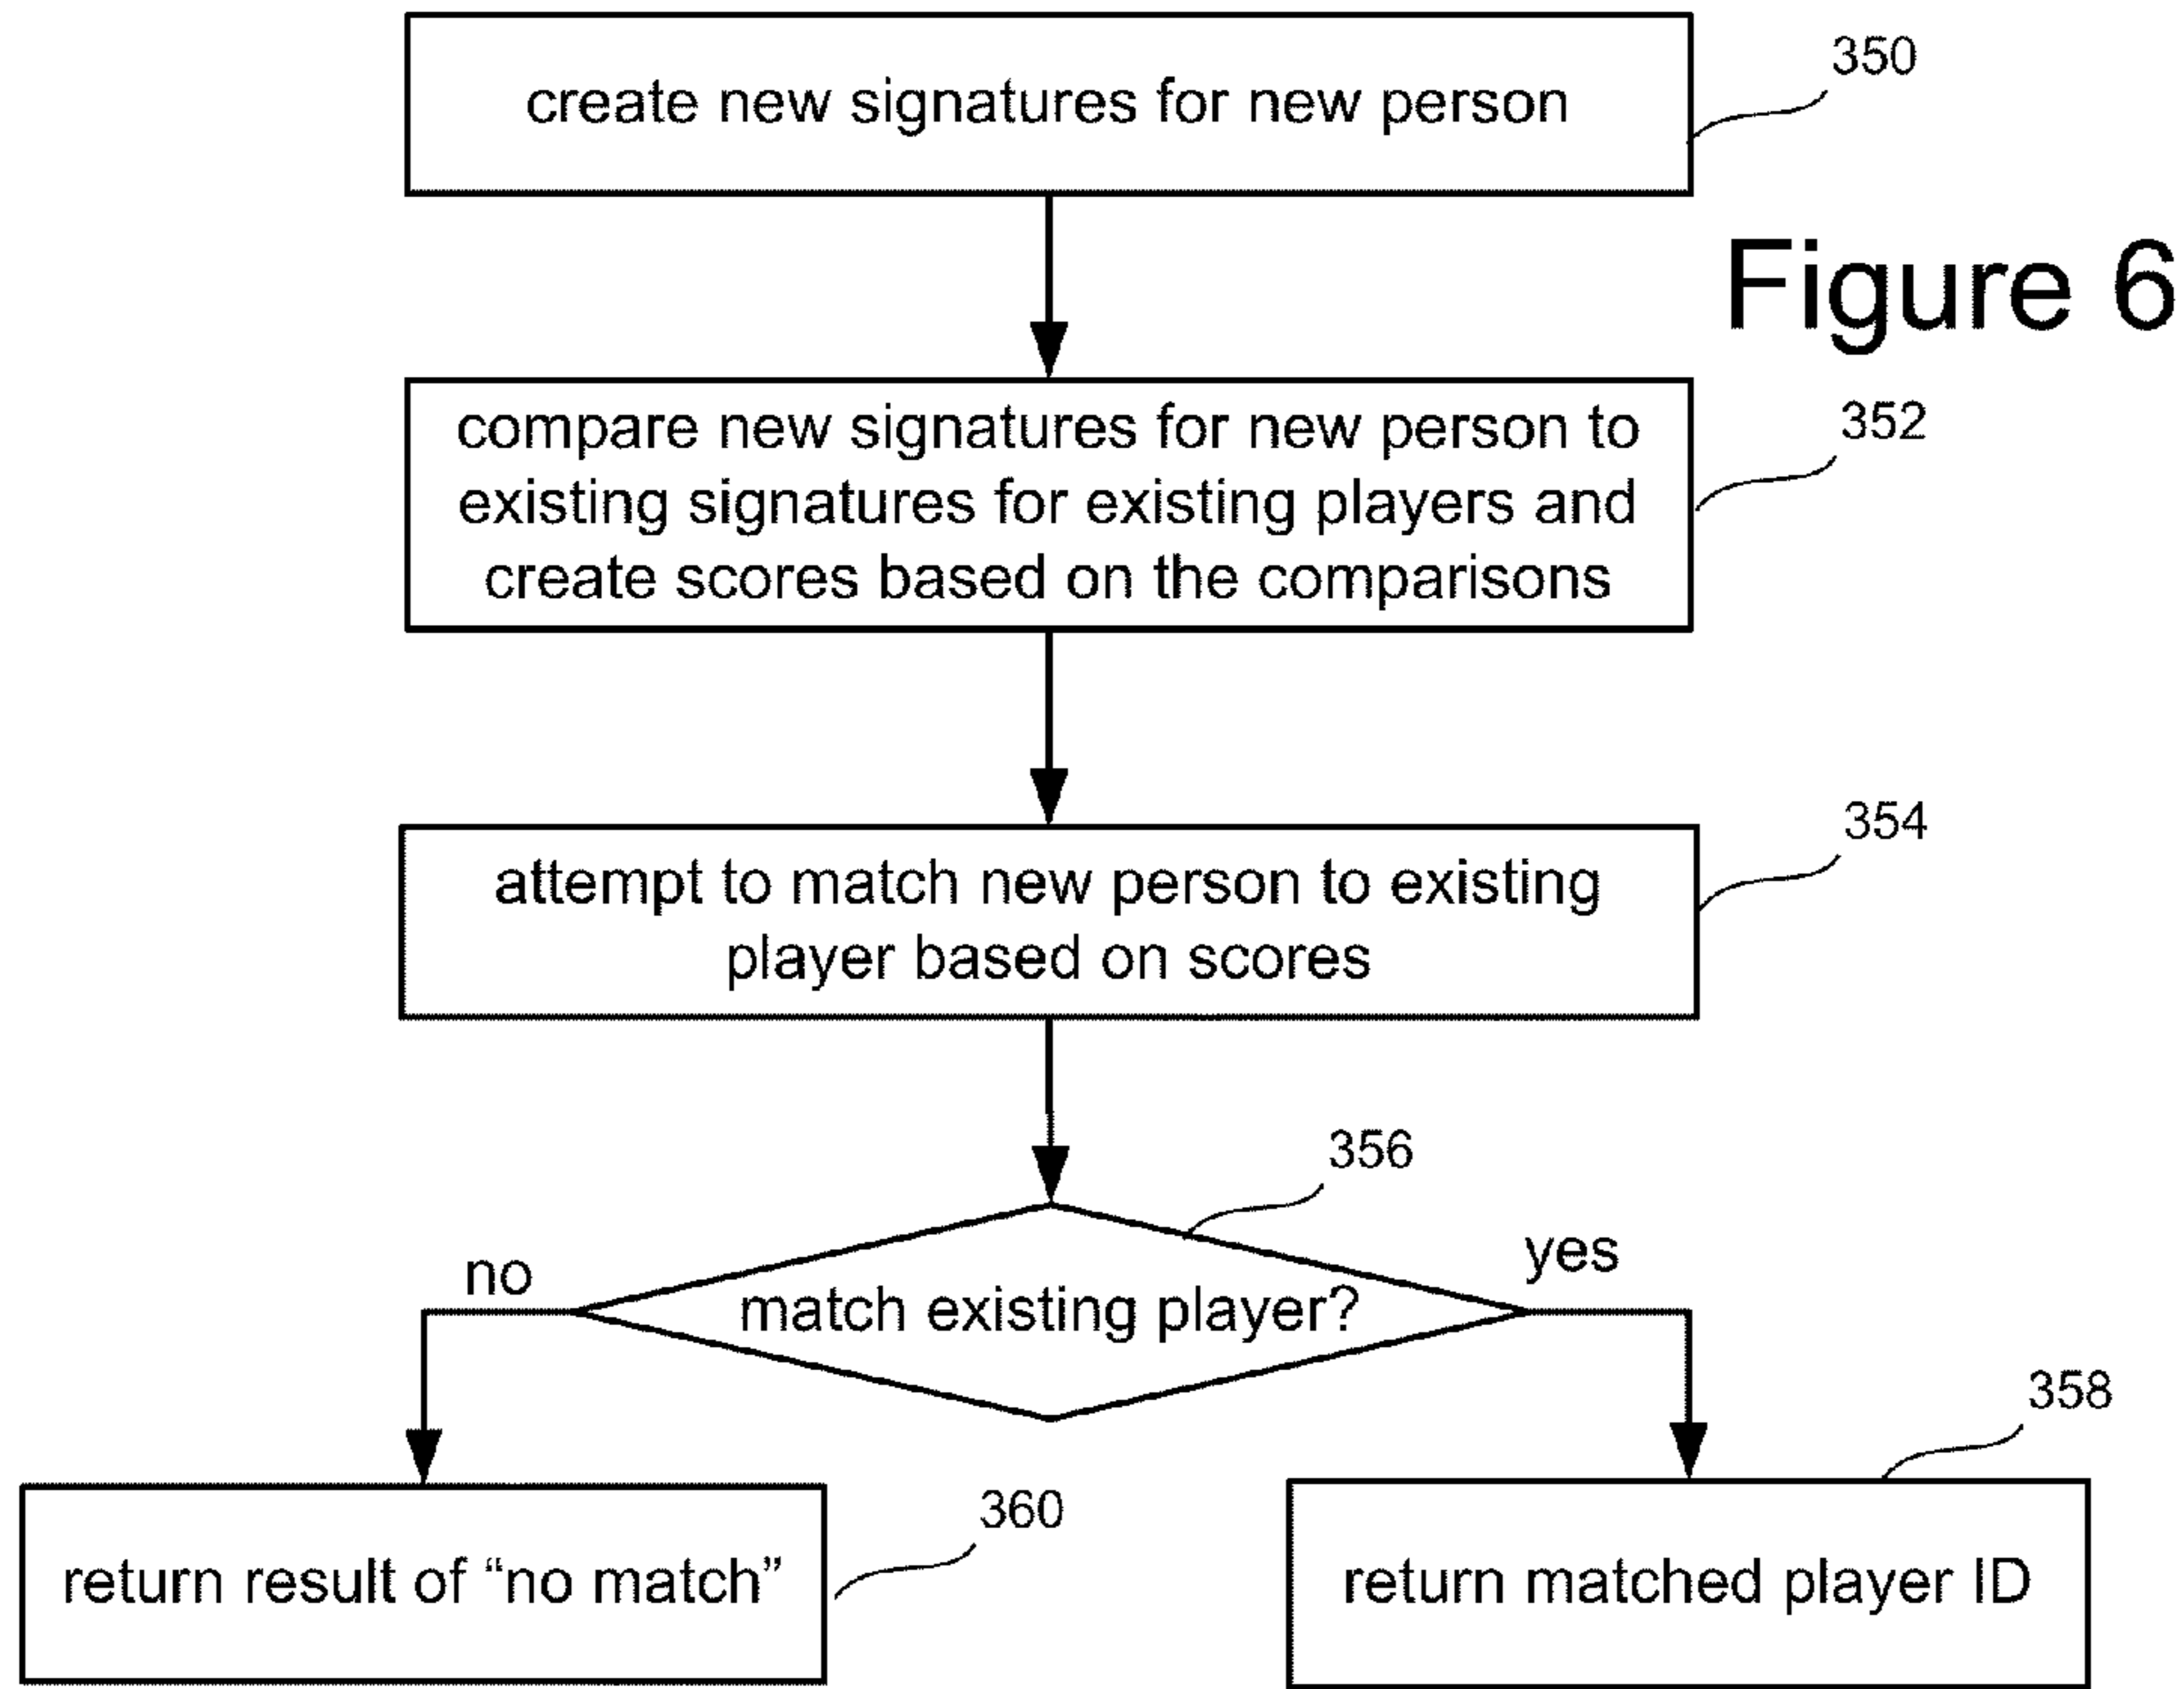 create new signatures for new person
350
Figure 6
compare new signatures for new person to
existing signatures for existing players and
create scores based on the comparisons
352
attempt to match new person to existing
player based on scores
354
356
no
yes
match existing player?
358
360
return result of “no match”
return matched player ID